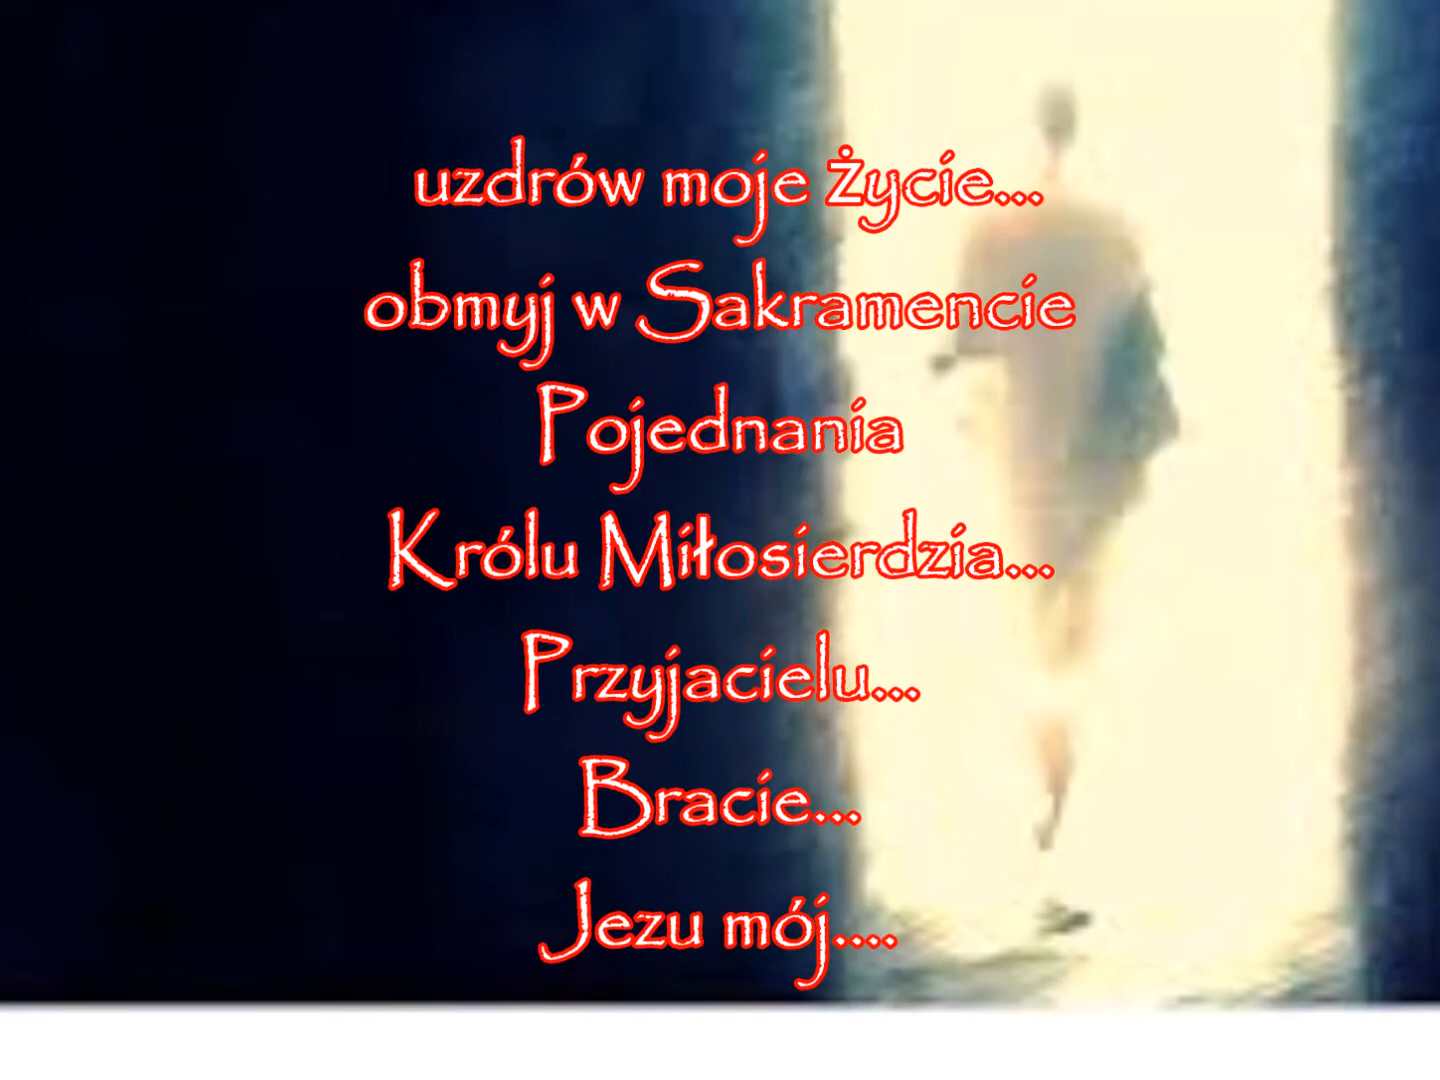 uzdrów moje życie...
obmyj w Sakramencie
Pojednania
Królu Miłosierdzia...
Przyjacielu...
Bracie...
Jezu mój....